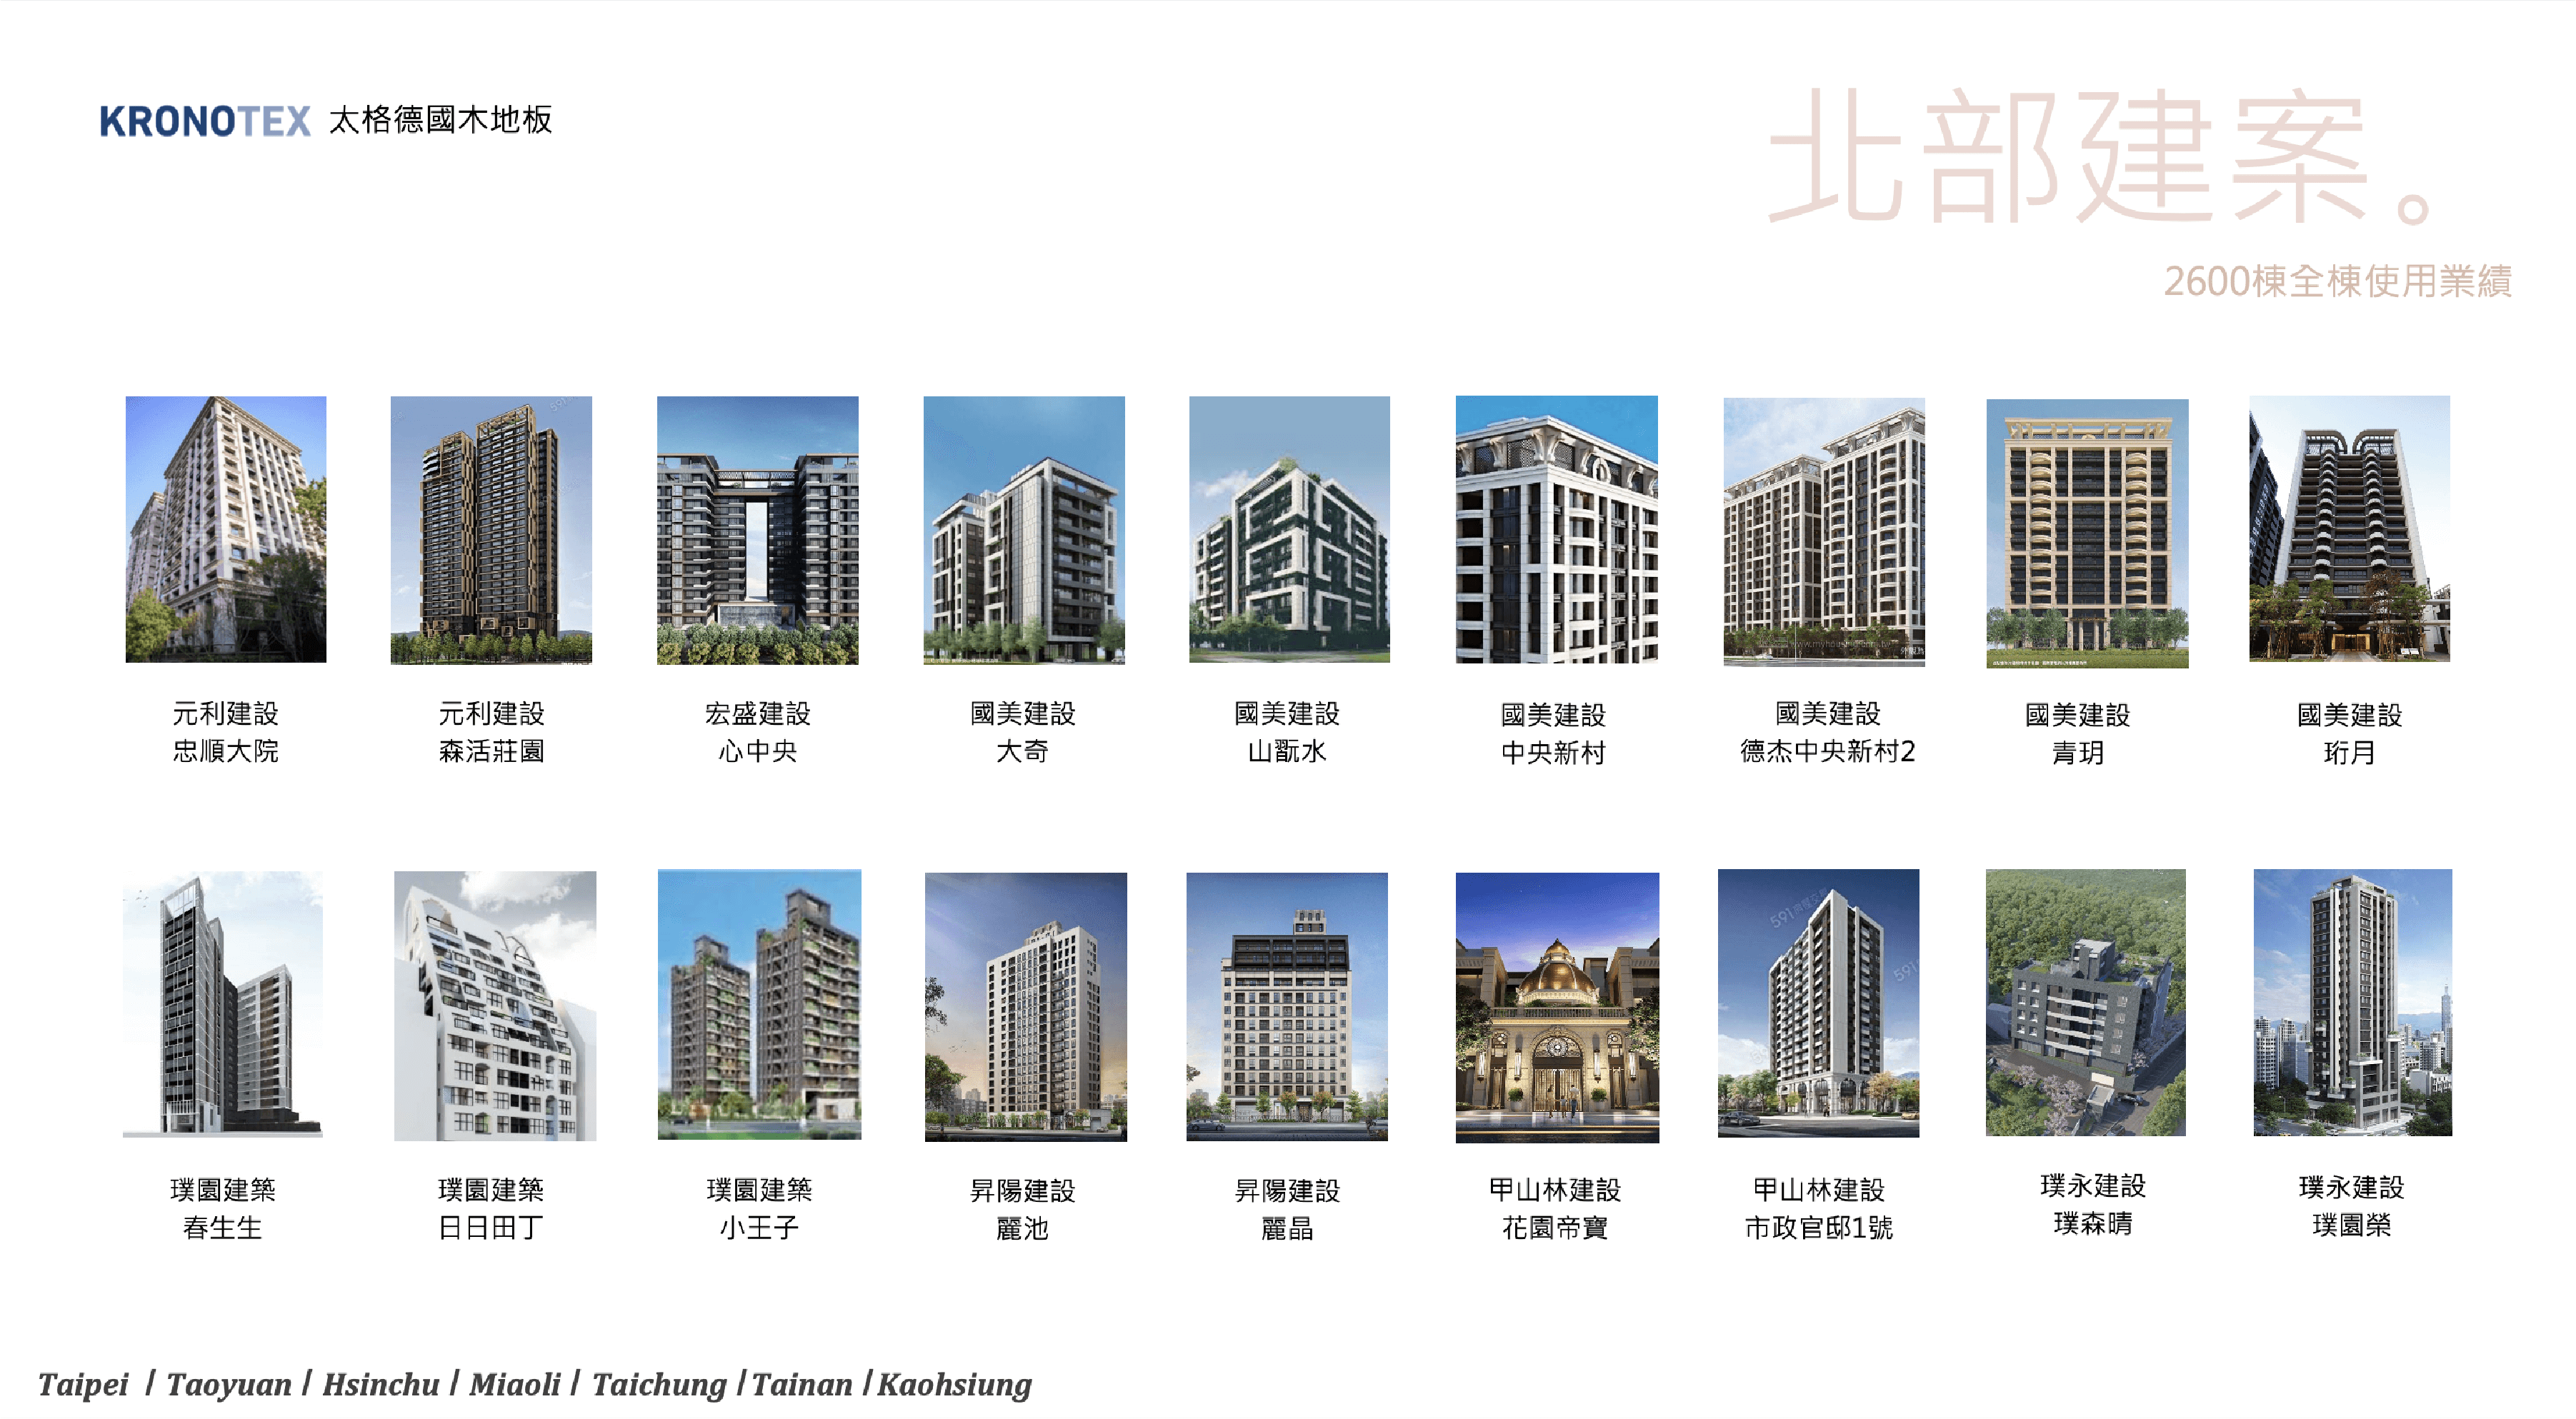 KRONOTEX 太格德國木地板
北部建案。
2600棟全棟使用業績
元利建設
忠順大院
元利建設
森活莊園
宏盛建設
心中央
國美建設
大奇
國美建設
山翫水
國美建設
中央新村
國美建設
德杰中央新村2
國美建設
青玥
國美建設
珩月
璞園建築
春生生
璞園建築
日日田丁
璞園建築
小王子
昇陽建設
麗池
昇陽建設
麗晶
甲山林建設
花園帝寶
甲山林建設
市政官邸1號
璞永建設
璞森晴
璞永建設
璞園榮
Taipei / Taoyuan / Hsinchu / Miaoli / Taichung / Tainan / Kaohsiung